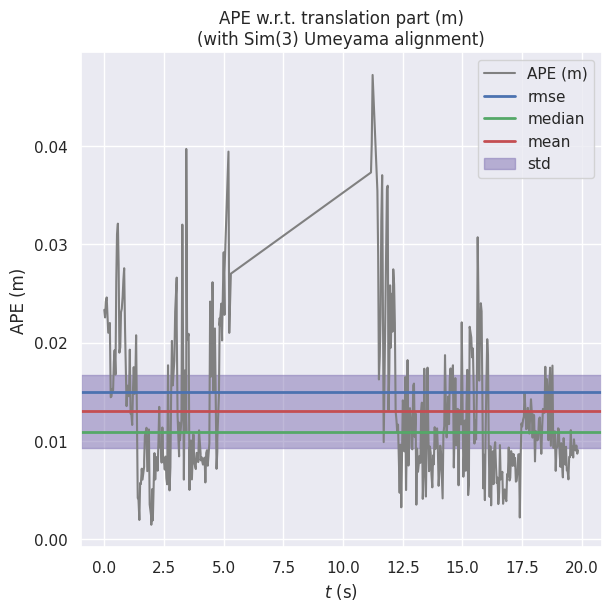 APE w.r.t. translation part (m)
(with Sim(3) Umeyama alignment)
APE (m)
rmse
median
mean
std
APE (m)
0.04
0.03
0.02
0.01
0.00
0.0 2.5 5.0 7.5 10.0 12.5 15.0 17.5 20.0
t (s)